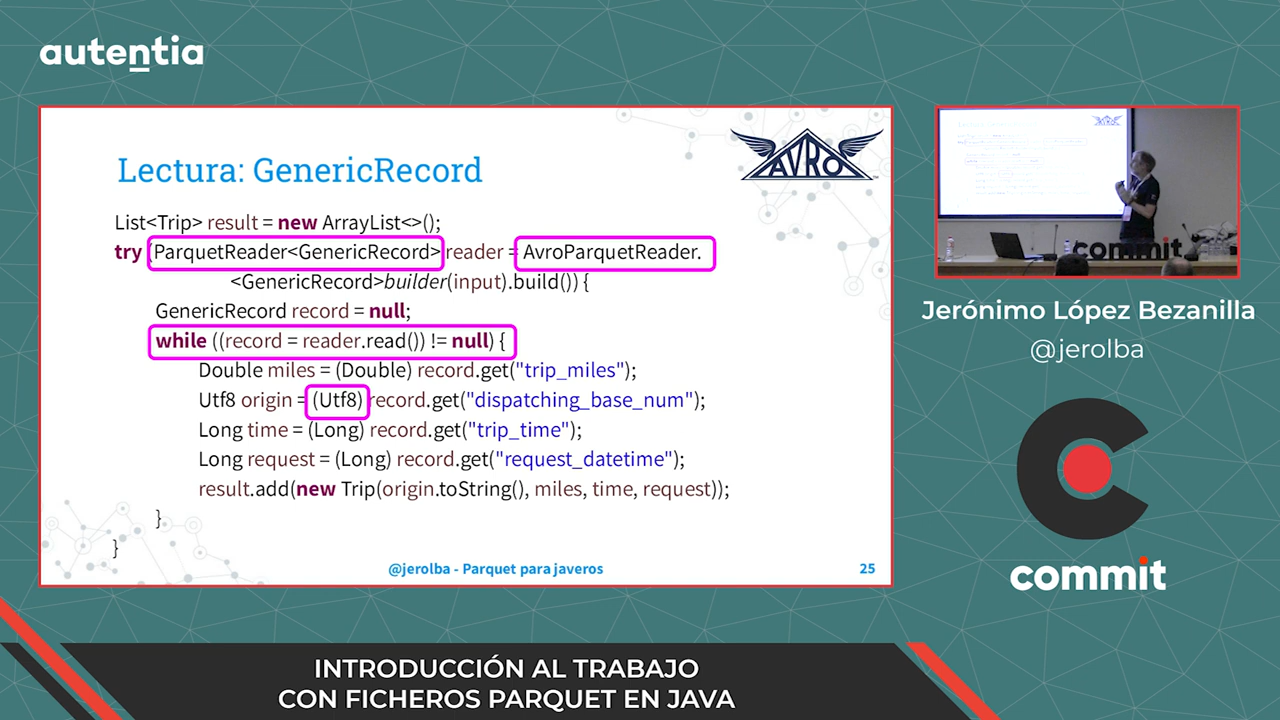 autentia
Lectura: GenericRecord
AVRO
List<Trip> result = new ArrayList<>();
try (ParquetReader<GenericRecord> reader = AvroParquetReader.
<GenericRecord>builder(input).build()) {
GenericRecord record = null;
while ((record = reader.read()) != null) {
Double miles = (Double) record.get("trip_miles");
Utf8 origin = (Utf8) record.get("dispatching_base_num");
Long time = (Long) record.get("trip_time");
Long request = (Long) record.get("request_datetime");
result.add(new Trip(origin.toString(), miles, time, request));
}
}
@jerolba - Parquet para javeros
25
commit
Jerónimo López Bezanilla
@jerolba
commit
INTRODUCCIÓN AL TRABAJO
CON FICHEROS PARQUET EN JAVA